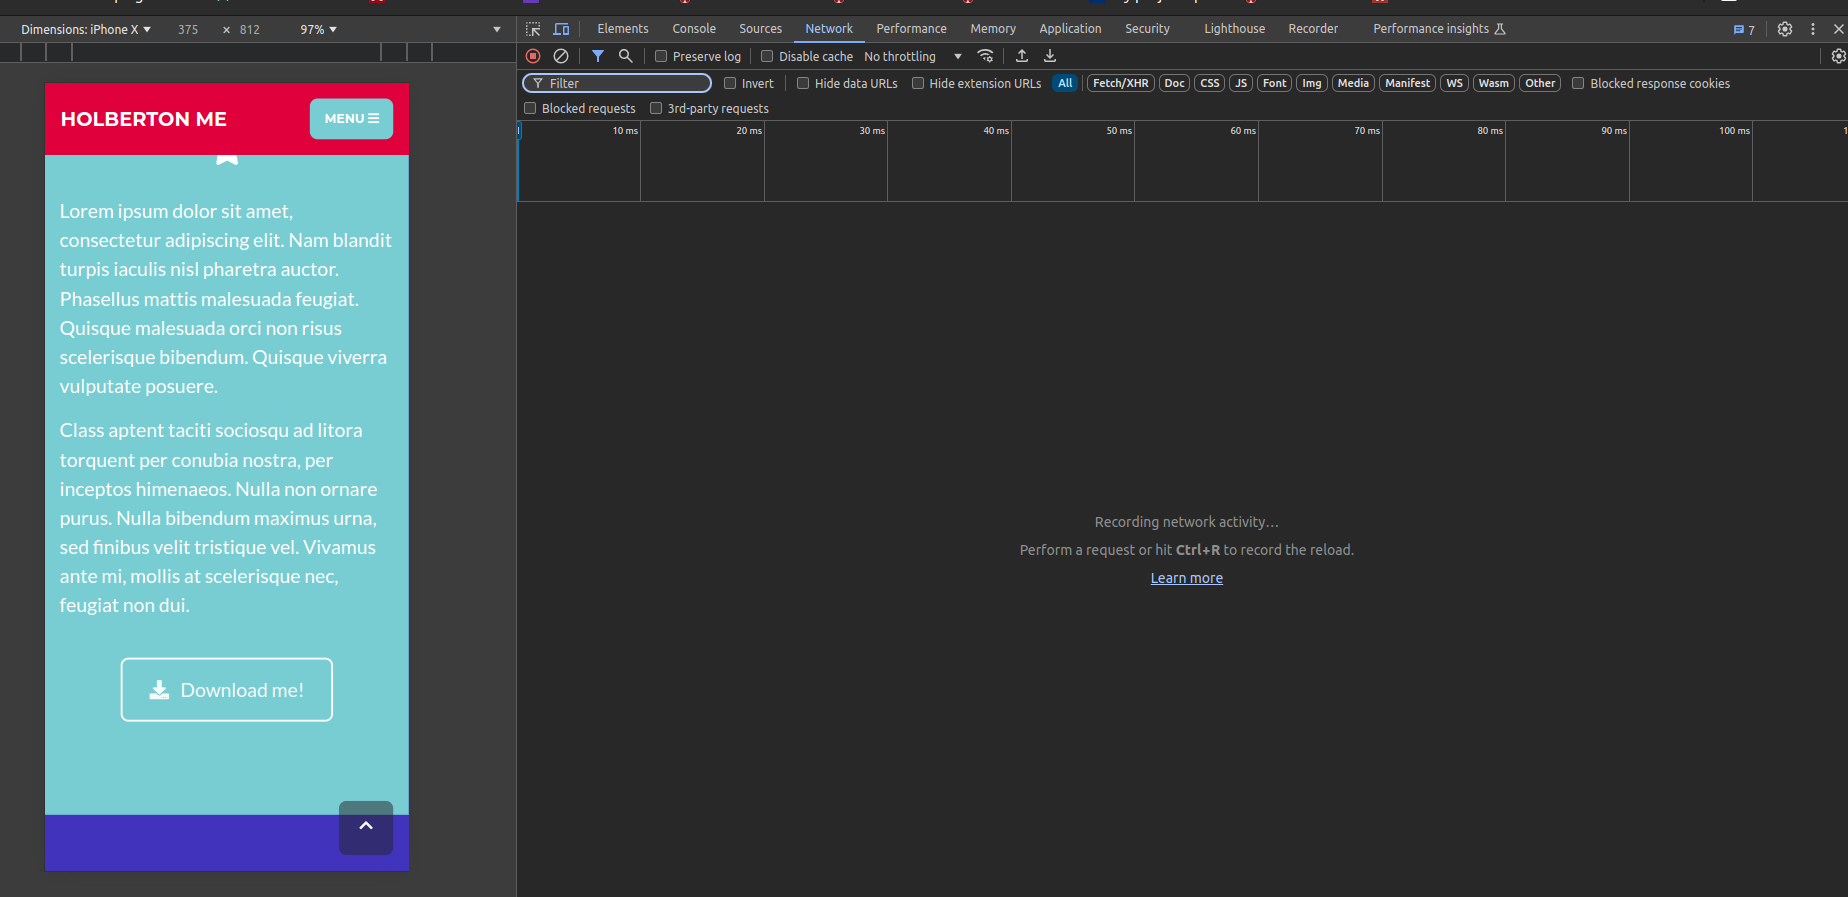 Dimensions: iPhone X 375 × 812 97%
Elements Console Sources Network Performance Memory Application Security Lighthouse Recorder Performance insights 7
Preserve log Disable cache No throttling
Filter Invert Hide data URLs Hide extension URLs All Fetch/XHR Doc CSS JS Font Img Media Manifest WS Wasm Other Blocked response cookies
Blocked requests 3rd-party requests
10 ms 20 ms 30 ms 40 ms 50 ms 60 ms 70 ms 80 ms 90 ms 100 ms 1
HOLBERTON ME
MENU
Lorem ipsum dolor sit amet,
consectetur adipiscing elit. Nam blandit
turpis iaculis nisl pharetra auctor.
Phasellus mattis malesuada feugiat.
Quisque malesuada orci non risus
scelerisque bibendum. Quisque viverra
vulputate posuere.
Class aptent taciti sociosqu ad litora
torquent per conubia nostra, per
inceptos himenaeos. Nulla non ornare
purus. Nulla bibendum maximus urna,
sed finibus velit tristique vel. Vivamus
ante mi, mollis at scelerisque nec,
feugiat non dui.
Download me!
Recording network activity…
Perform a request or hit Ctrl+R to record the reload.
Learn more